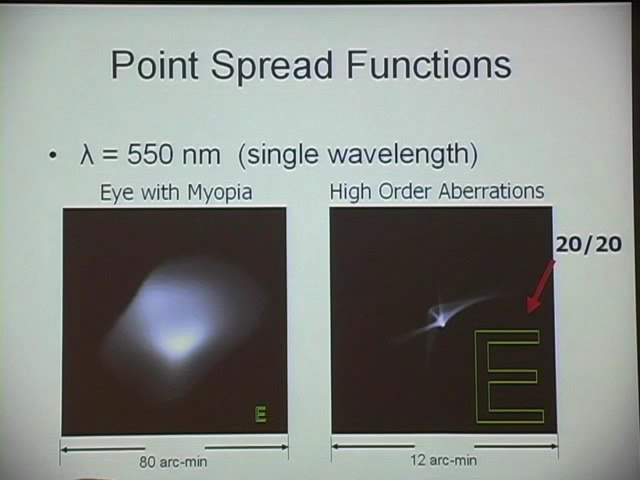 Point Spread Functions
• λ = 550 nm (single wavelength)
Eye with Myopia
High Order Aberrations
20/20
E
E
80 arc-min
12 arc-min